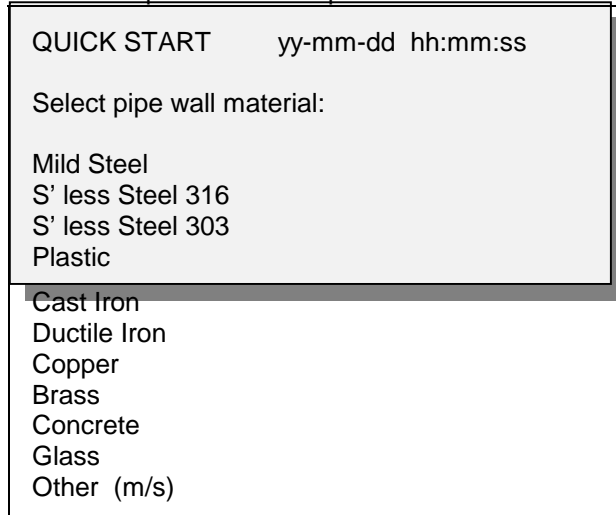 QUICK START yy-mm-dd hh:mm:ss
Select pipe wall material:
Mild Steel
S' less Steel 316
S' less Steel 303
Plastic
Cast Iron
Ductile Iron
Copper
Brass
Concrete
Glass
Other (m/s)